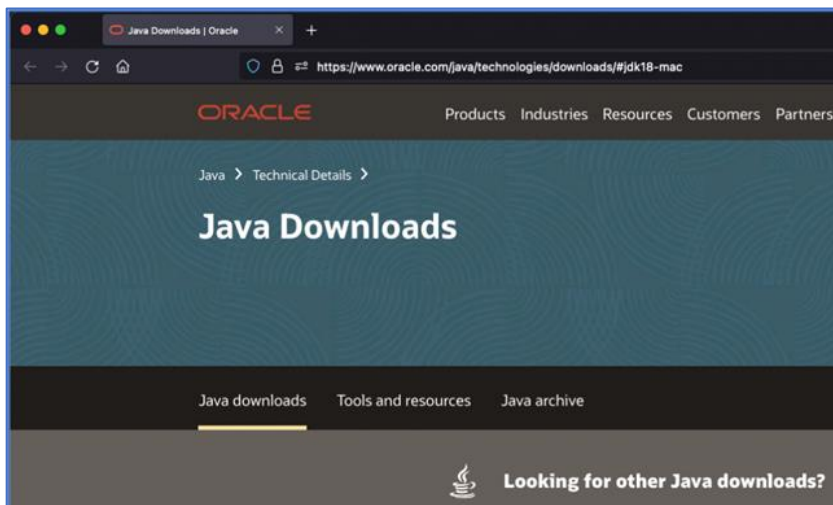 Java Downloads | Oracle
https://www.oracle.com/java/technologies/downloads/#jdk18-mac
ORACLE Products Industries Resources Customers Partners
Java > Technical Details >
Java Downloads
Java downloads Tools and resources Java archive
Looking for other Java downloads?